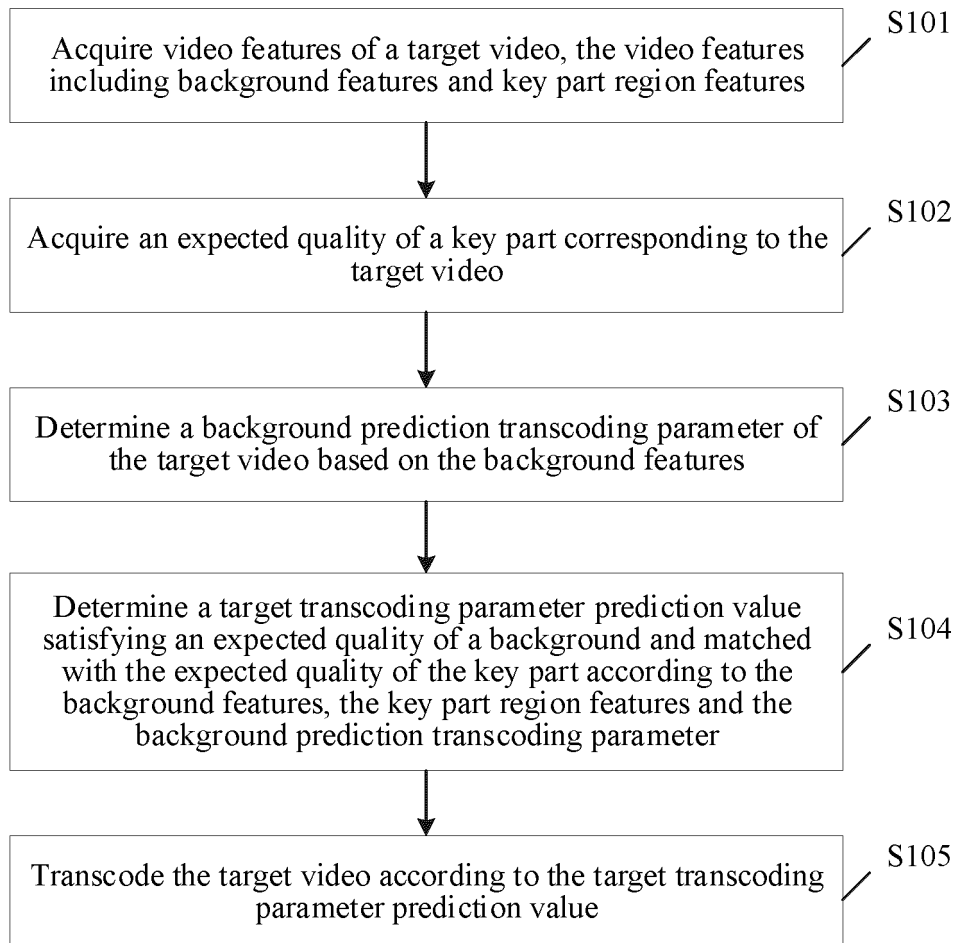 S101
Acquire video features of a target video, the video features
including background features and key part region features
S102
Acquire an expected quality of a key part corresponding to the
target video
S103
Determine a background prediction transcoding parameter of
the target video based on the background features
S104
Determine a target transcoding parameter prediction value
satisfying an expected quality of a background and matched
with the expected quality of the key part according to the
background features, the key part region features and the
background prediction transcoding parameter
S105
Transcode the target video according to the target transcoding
parameter prediction value